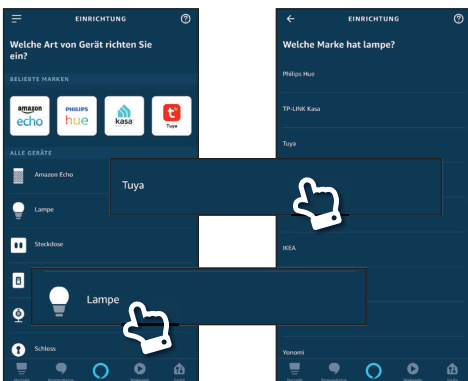 EINRICHTUNG
Welche Art von Gerät richten Sie
ein?
BELIEBTE MARKEN
amazon
echo
PHILIPS
hue
kasa
Tuya
ALLE GERÄTE
Amazon Echo
Lampe
Steckdose
Lampe
Schloss
EINRICHTUNG
Welche Marke hat lampe?
Philips Hue
TP-LINK Kasa
Tuya
Tuya
IKEA
Yonomi